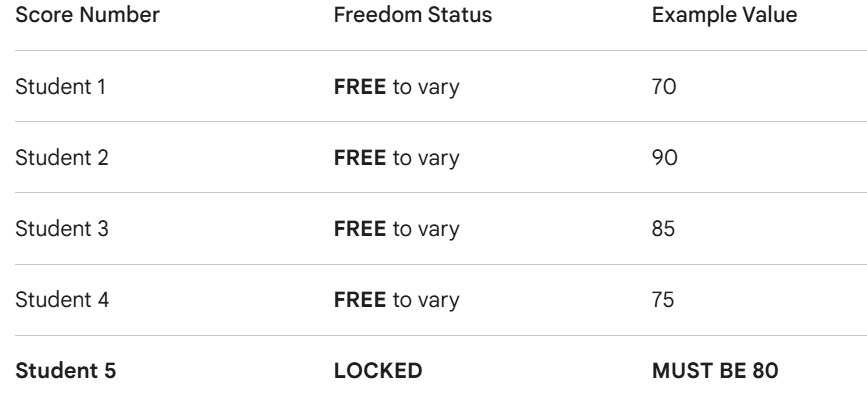 Score Number Freedom Status Example Value
Student 1 FREE to vary 70
Student 2 FREE to vary 90
Student 3 FREE to vary 85
Student 4 FREE to vary 75
Student 5 LOCKED MUST BE 80